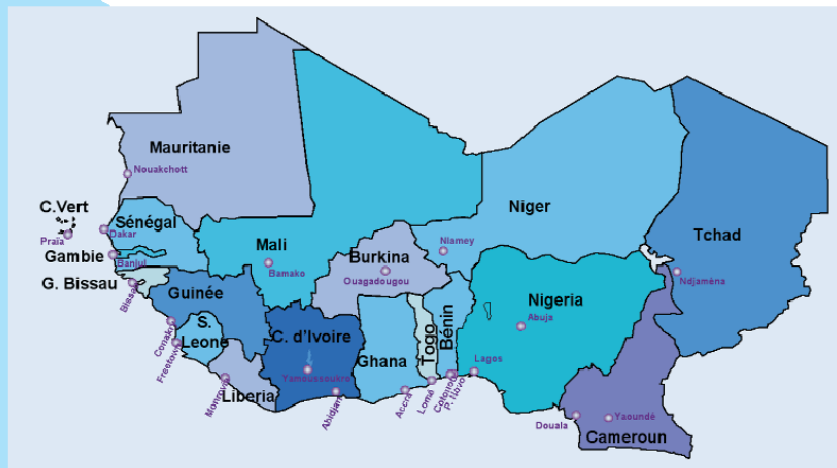 Mauritanie
Nouakchott
C.Vert
Praïa
Sénégal
Dakar
Gambie
Banjul
G. Bissau
Bissau
Mali
Bamako
Burkina
Ouagadougou
Niger
Niamey
Tchad
Ndjaména
Guinée
Conakry
S.
Leone
Freetown
Liberia
Monrovia
C. d'Ivoire
Yamoussoukro
Abidjan
Ghana
Accra
Togo
Lomé
Bénin
Cotonou
P. Novo
Nigeria
Abuja
Lagos
Douala
Yaoundé
Cameroun